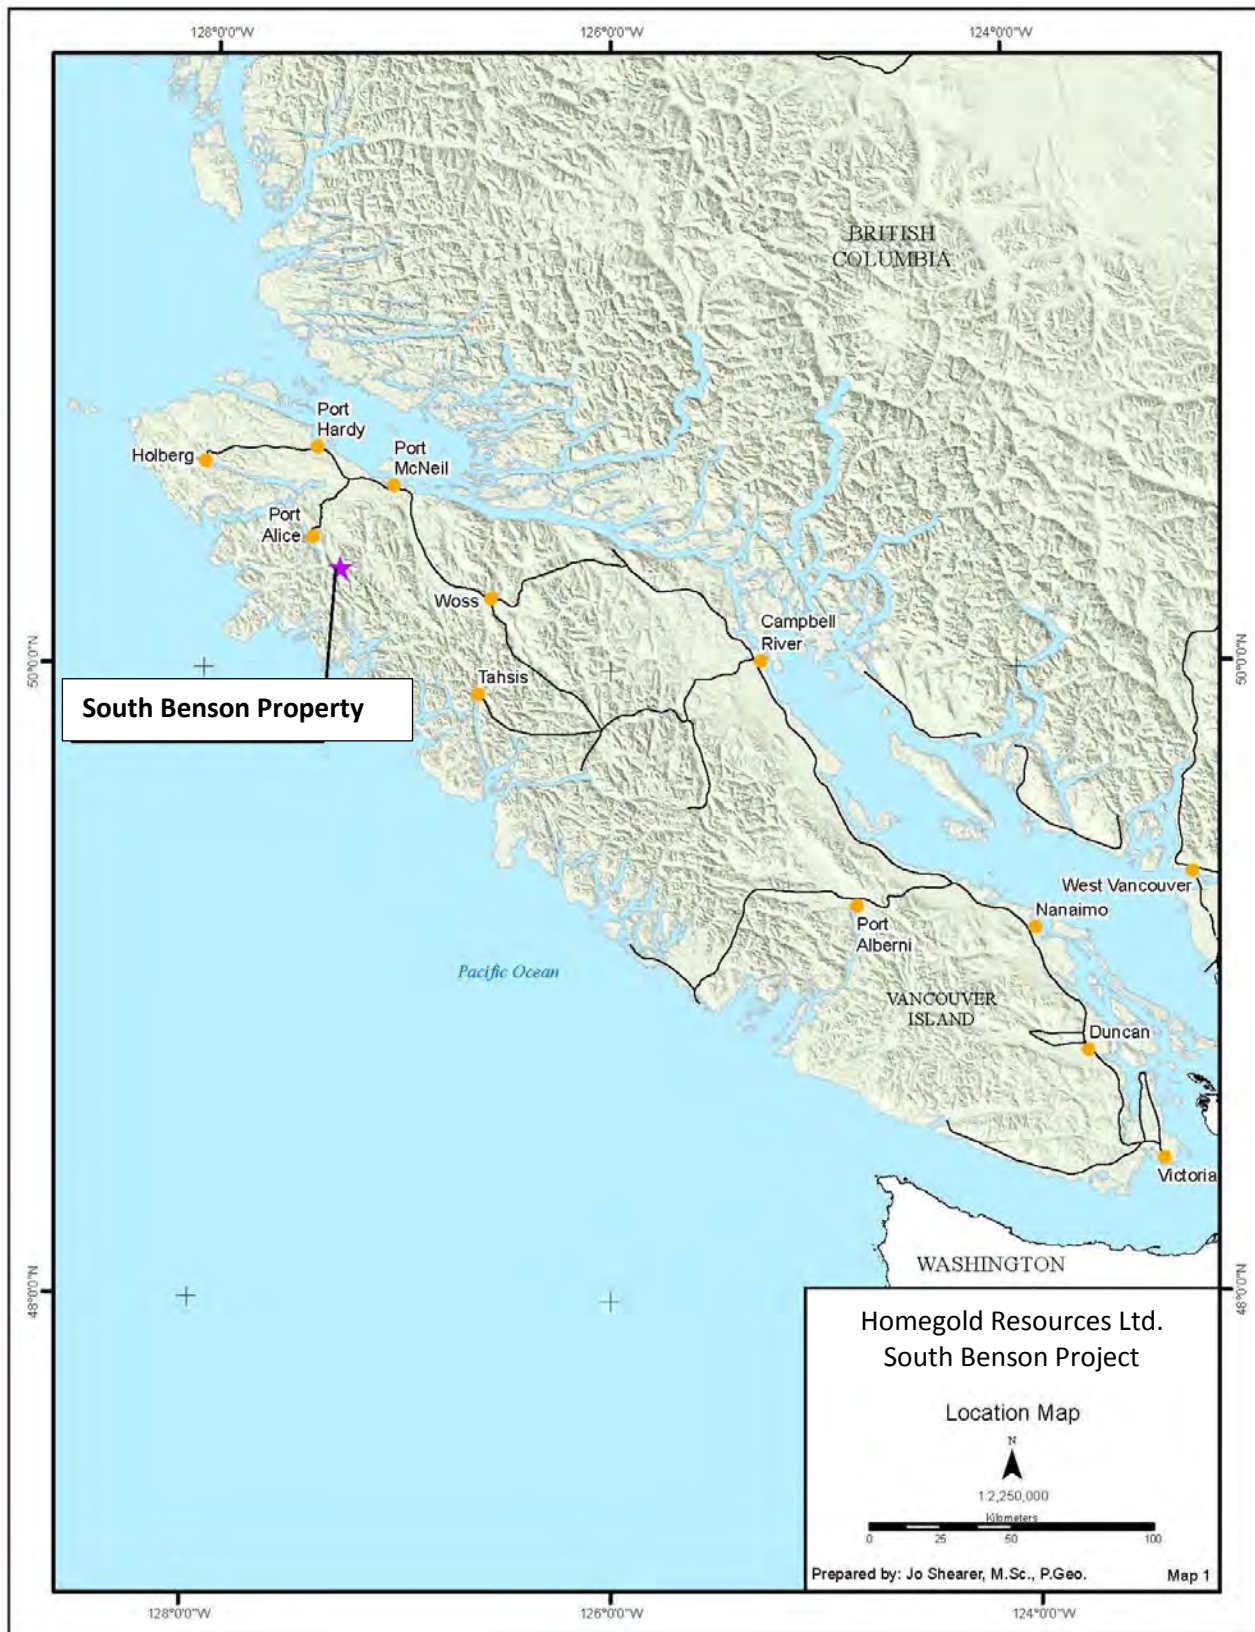 128°0'0"W
126°0'0"W
124°0'0"W
BRITISH
COLUMBIA
Port
Hardy
Holberg
Port
McNeil
Port
Alice
Woss
Campbell
River
50°0'0"N
50°0'0"N
Tahsis
South Benson Property
West Vancouver
Nanaimo
Port
Alberni
Pacific Ocean
VANCOUVER
ISLAND
Duncan
Victoria
WASHINGTON
48°0'0"N
48°0'0"N
Homegold Resources Ltd.
South Benson Project
Location Map
N
1:2,250,000
Kilometers
0 25 50 100
Prepared by: Jo Shearer, M.Sc., P.Geo. Map 1
128°0'0"W
126°0'0"W
124°0'0"W